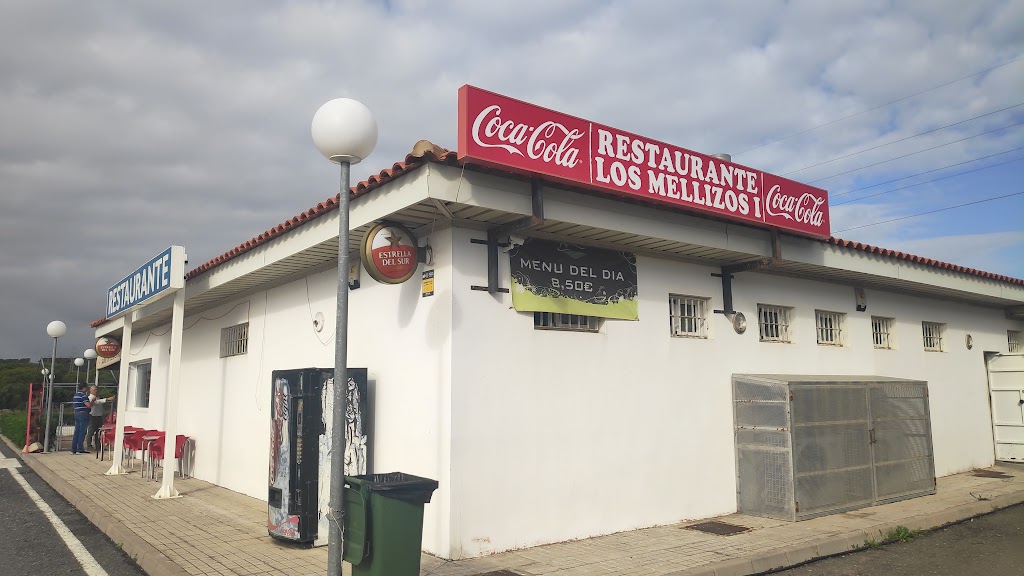 Coca-Cola
RESTAURANTE
LOS MELLIZOS I
Coca-Cola
ESTRELLA
DEL SUR
MENU DEL DIA
8,50€
RESTAURANTE